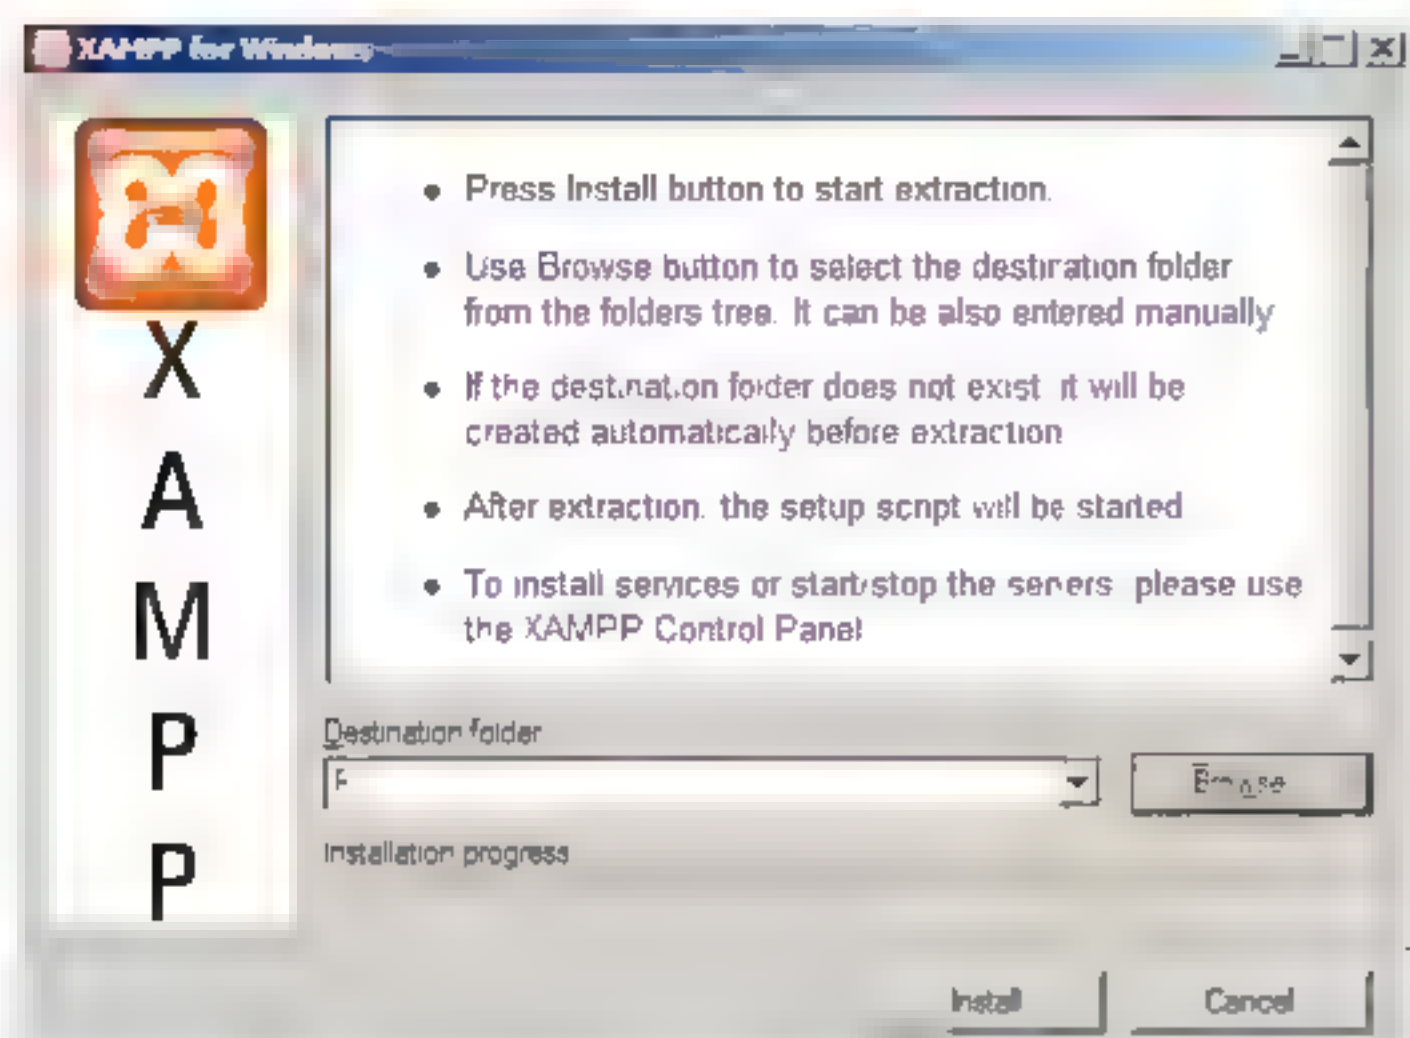 XAMPP for Windows
X
A
M
P
P
Press Install button to start extraction.
Use Browse button to select the destination folder
from the folders tree. It can be also entered manually
If the destination folder does not exist it will be
created automatically before extraction
After extraction, the setup script will be started
To install services or start/stop the servers please use
the XAMPP Control Panel
Destination folder
Browse
Installation progress
Install
Cancel